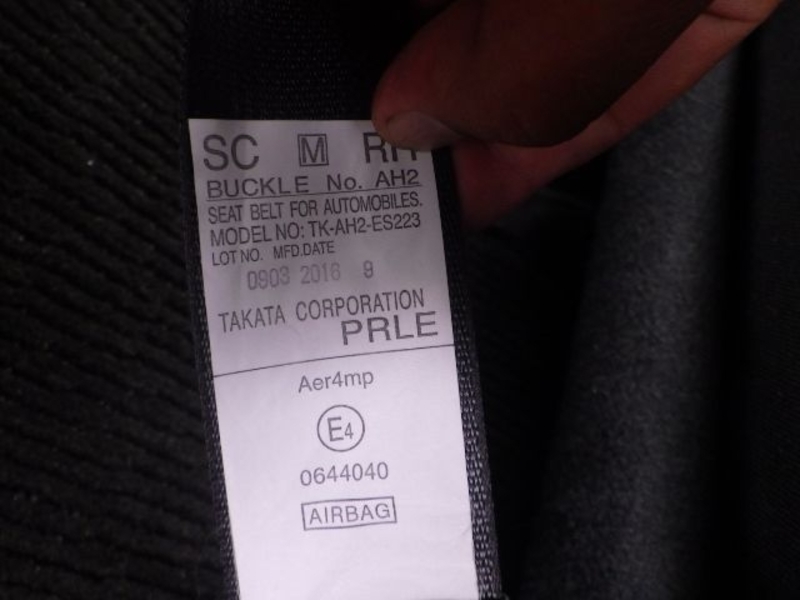 SC M RH
BUCKLE No. AH2
SEAT BELT FOR AUTOMOBILES.
MODEL NO: TK-AH2-ES223
LOT NO. MFD.DATE
0903 2016 9
TAKATA CORPORATION
PRLE
Aer4mp
E4
0644040
AIRBAG